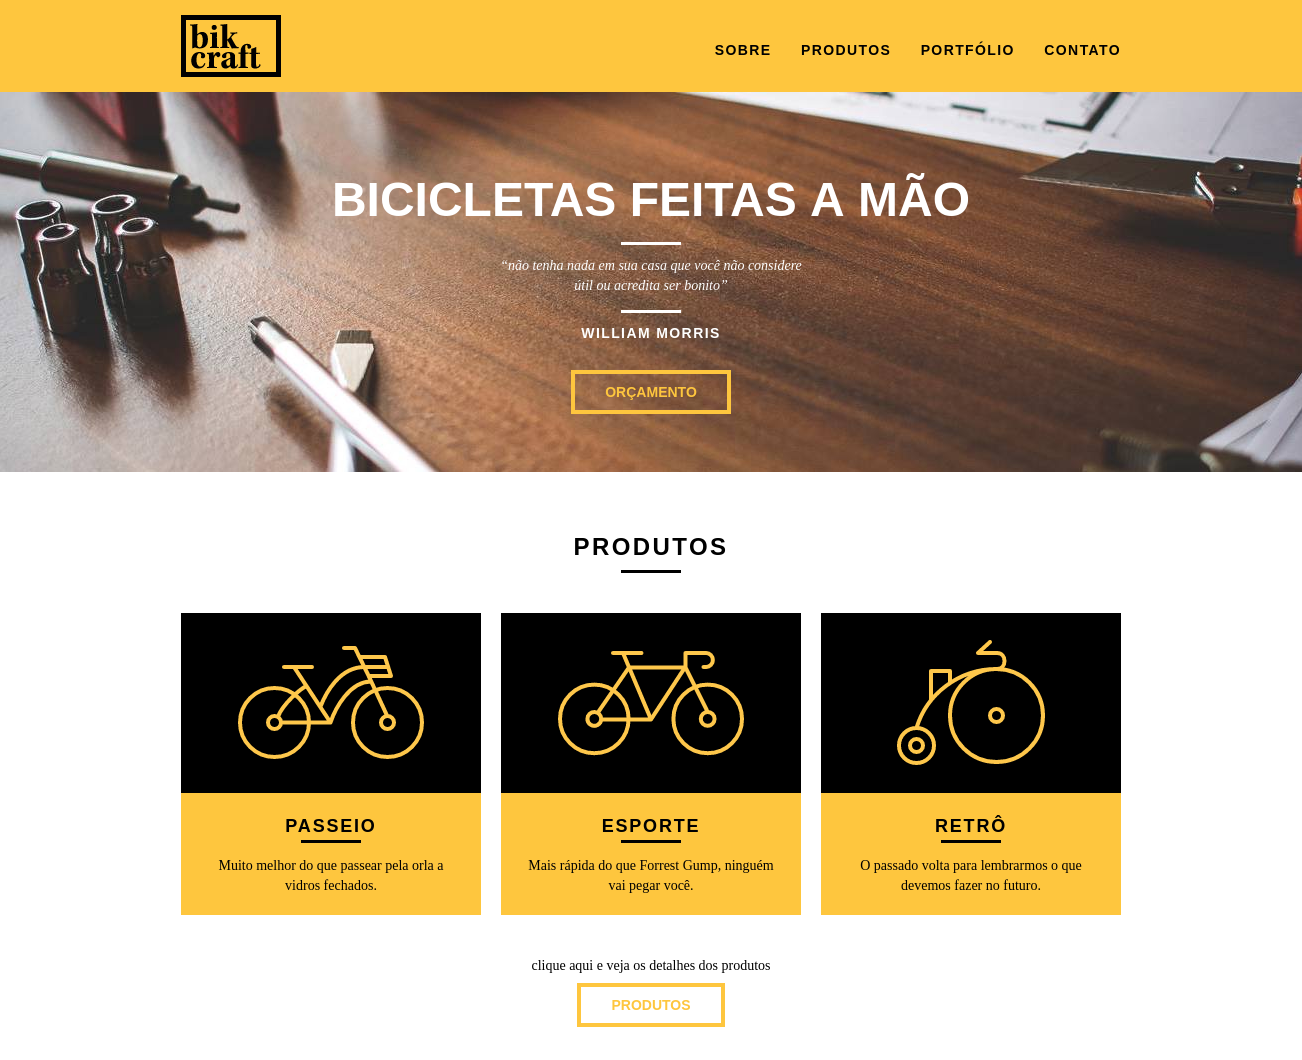 bik
craft
SOBRE PRODUTOS PORTFÓLIO CONTATO
BICICLETAS FEITAS A MÃO
“não tenha nada em sua casa que você não considere
útil ou acredita ser bonito”
WILLIAM MORRIS
ORÇAMENTO
PRODUTOS
PASSEIO
Muito melhor do que passear pela orla a
vidros fechados.
ESPORTE
Mais rápida do que Forrest Gump, ninguém
vai pegar você.
RETRÔ
O passado volta para lembrarmos o que
devemos fazer no futuro.
clique aqui e veja os detalhes dos produtos
PRODUTOS